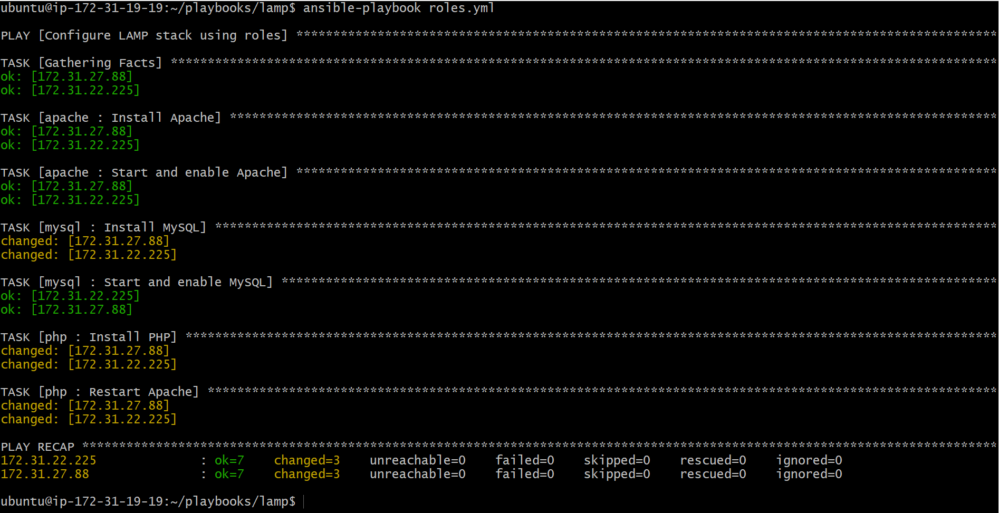 ubuntu@ip-172-31-19-19:~/playbooks/lamp$ ansible-playbook roles.yml
PLAY [Configure LAMP stack using roles] ***********************************************************************************************
TASK [Gathering Facts] ****************************************************************************************************************
ok: [172.31.27.88]
ok: [172.31.22.225]
TASK [apache : Install Apache] ********************************************************************************************************
ok: [172.31.27.88]
ok: [172.31.22.225]
TASK [apache : Start and enable Apache] ***********************************************************************************************
ok: [172.31.27.88]
ok: [172.31.22.225]
TASK [mysql : Install MySQL] **********************************************************************************************************
changed: [172.31.27.88]
changed: [172.31.22.225]
TASK [mysql : Start and enable MySQL] *************************************************************************************************
ok: [172.31.22.225]
ok: [172.31.27.88]
TASK [php : Install PHP] **************************************************************************************************************
changed: [172.31.27.88]
changed: [172.31.22.225]
TASK [php : Restart Apache] ***********************************************************************************************************
changed: [172.31.27.88]
changed: [172.31.22.225]
PLAY RECAP ****************************************************************************************************************************
172.31.22.225              : ok=7    changed=3    unreachable=0    failed=0    skipped=0    rescued=0    ignored=0
172.31.27.88               : ok=7    changed=3    unreachable=0    failed=0    skipped=0    rescued=0    ignored=0
ubuntu@ip-172-31-19-19:~/playbooks/lamp$